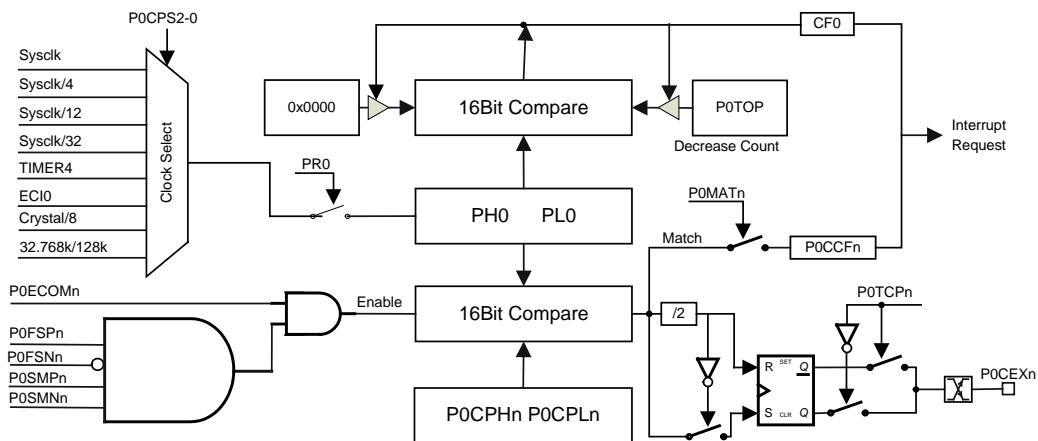 P0CPS2-0
Sysclk
Sysclk/4
Sysclk/12
Sysclk/32
TIMER4
ECI0
Crystal/8
32.768k/128k
Clock Select
CF0
0x0000
16Bit Compare
P0TOP
Decrease Count
Interrupt
Request
PR0
PH0 PL0
P0MATn
Match
P0CCFn
P0ECOMn
Enable
16Bit Compare
/2
P0TCPn
P0FSPn
P0FSNn
P0SMPn
P0SMNn
R SET Q
S CLR Q
P0CEXn
P0CPHn P0CPLn